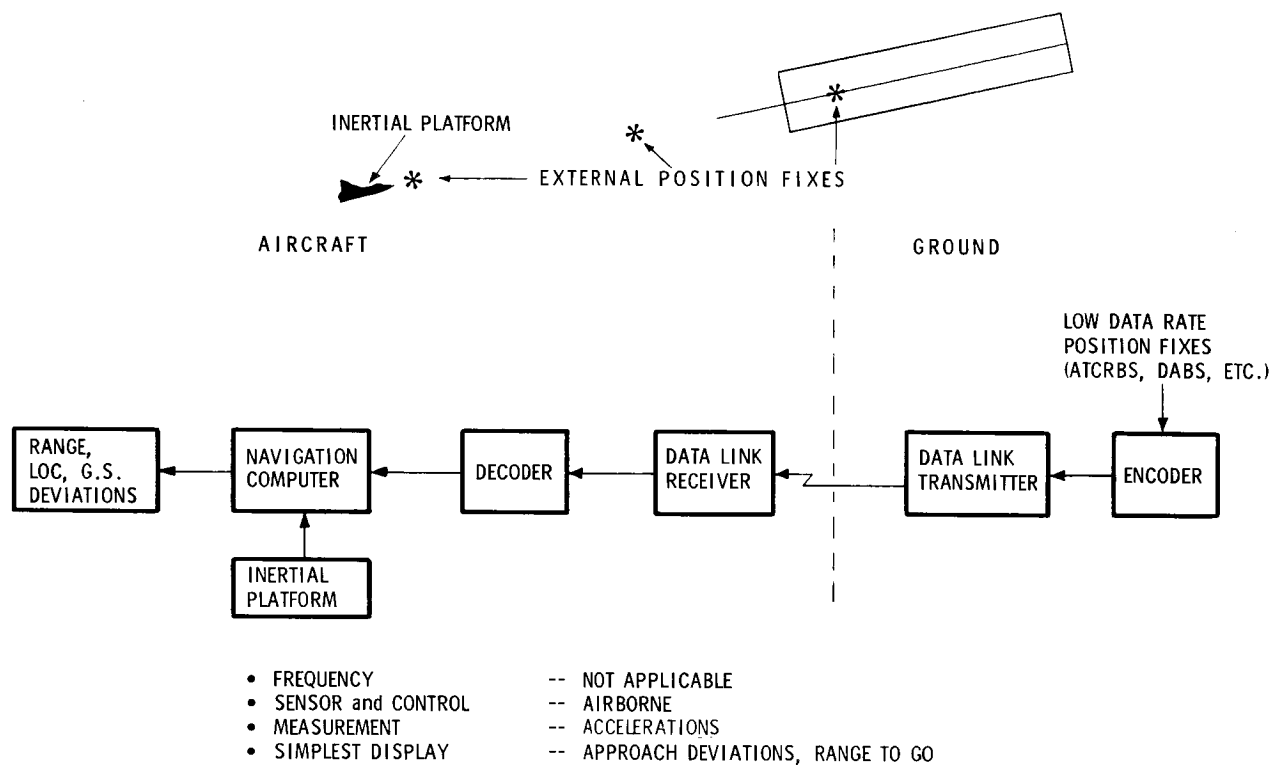 INERTIAL PLATFORM
EXTERNAL POSITION FIXES
AIRCRAFT
GROUND
LOW DATA RATE
POSITION FIXES
(ATCRBS, DABS, ETC.)
RANGE,
LOC, G.S.
DEVIATIONS
NAVIGATION
COMPUTER
DECODER
DATA LINK
RECEIVER
DATA LINK
TRANSMITTER
ENCODER
INERTIAL
PLATFORM
• FREQUENCY -- NOT APPLICABLE
• SENSOR and CONTROL -- AIRBORNE
• MEASUREMENT -- ACCELERATIONS
• SIMPLEST DISPLAY -- APPROACH DEVIATIONS, RANGE TO GO